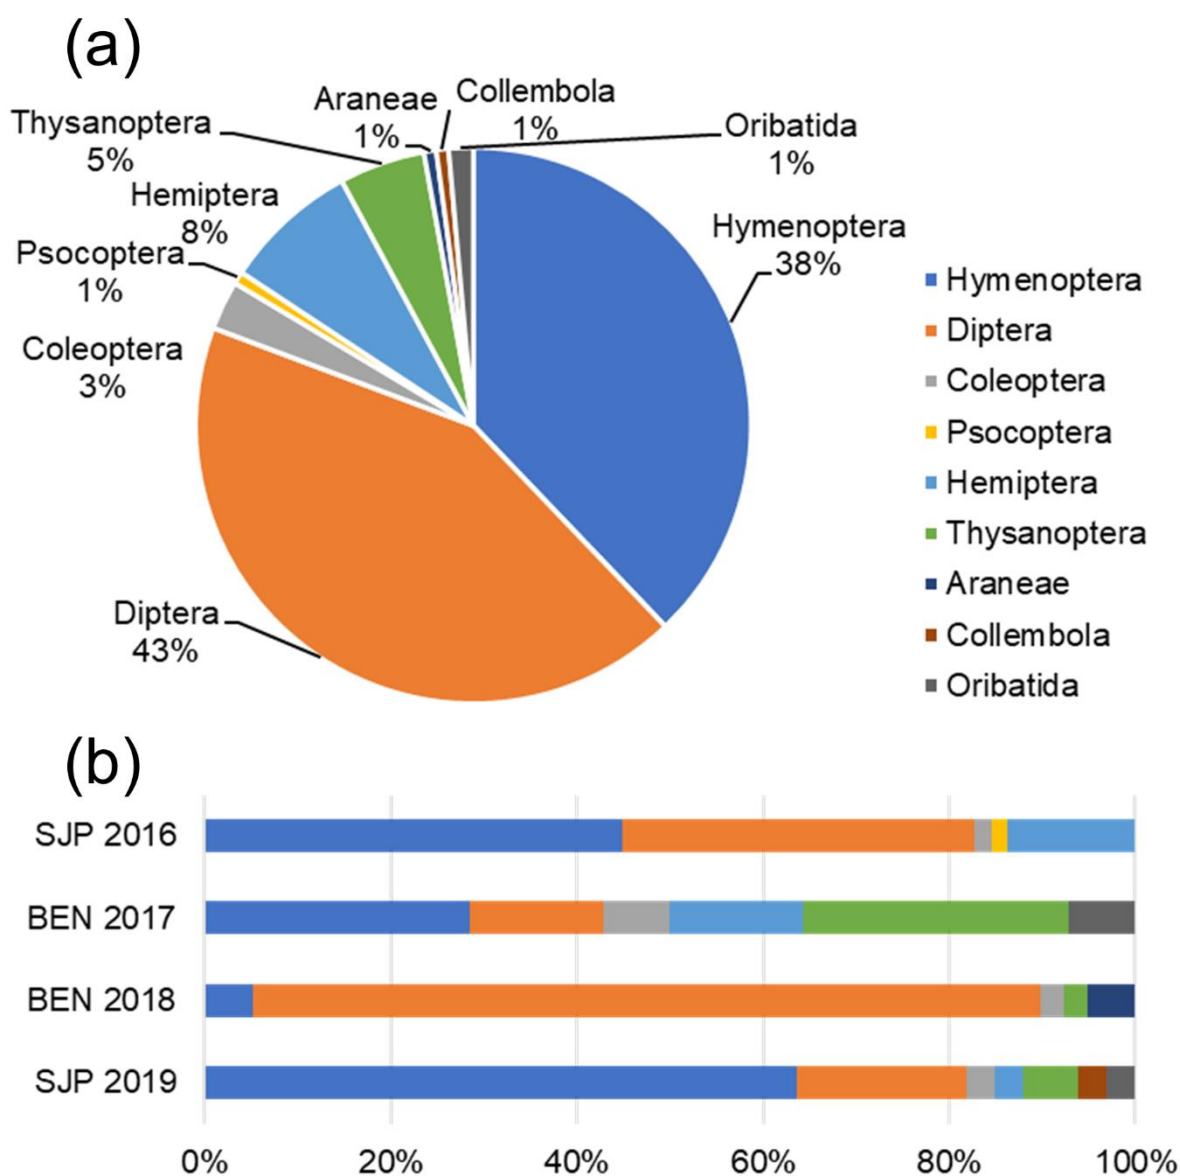 (a)
Araneae
1%
Collembola
1%
Thysanoptera
5%
Oribatida
1%
Hemiptera
8%
Hymenoptera
38%
Psocoptera
1%
Coleoptera
3%
Diptera
43%
Hymenoptera
Diptera
Coleoptera
Psocoptera
Hemiptera
Thysanoptera
Araneae
Collembola
Oribatida
(b)
SJP 2016
BEN 2017
BEN 2018
SJP 2019
0% 20% 40% 60% 80% 100%